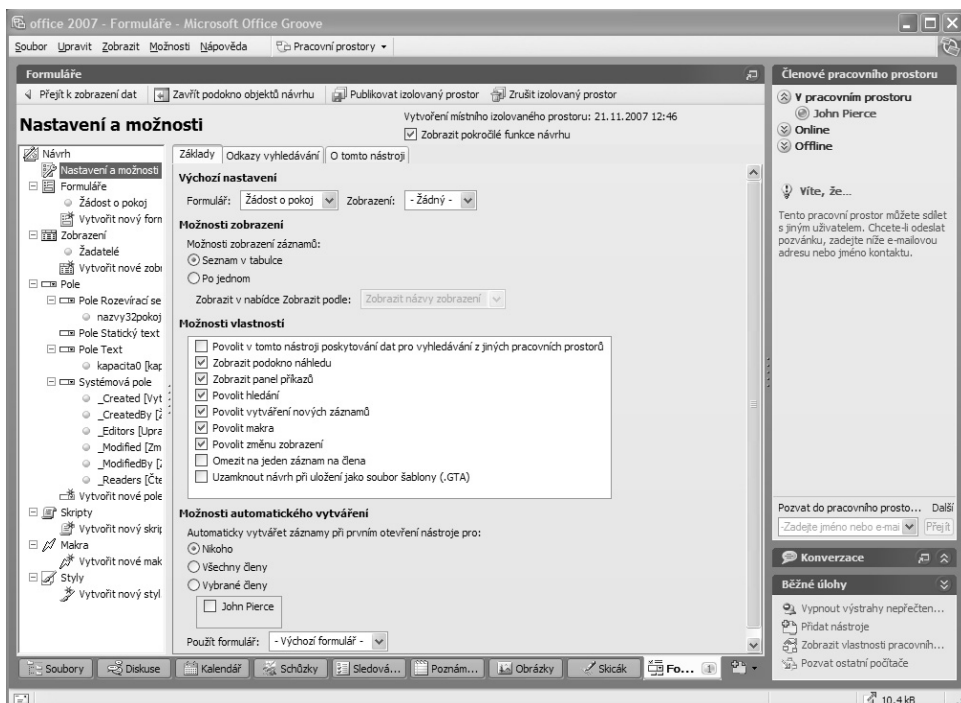 office 2007 - Formuláře - Microsoft Office Groove
Soubor Upravit Zobrazit Možnosti Nápověda Pracovní prostory
Formuláře
Přejít k zobrazení dat Zavřít podokno objektů návrhu Publikovat izolovaný prostor Zrušit izolovaný prostor
Nastavení a možnosti
Vytvoření místního izolovaného prostoru: 21.11.2007 12:46
Zobrazit pokročilé funkce návrhu
Návrh
Nastavení a možnosti
Formuláře
Žádost o pokoj
Vytvořit nový forn
Zobrazení
Žadatelé
Vytvořit nové zobr
Pole
Pole Rozevírací se
nazvy32pokoj
Pole Statický text
Pole Text
kapacita0 [kap
Systémová pole
_Created [Vyt
_CreatedBy [Ž
_Editors [Upra
_Modified [Zm
_ModifiedBy [Z
_Readers [Čte
Vytvořit nové pole
Skripty
Vytvořit nový skrip
Makra
Vytvořit nové mak
Styly
Vytvořit nový styl
Základy Odkazy vyhledávání O tomto nástroji
Výchozí nastavení
Formulář: Žádost o pokoj Zobrazení: - Žádný -
Možnosti zobrazení
Možnosti zobrazení záznamů:
Seznam v tabulce
Po jednom
Zobrazit v nabídce Zobrazit podle: Zobrazit názvy zobrazení
Možnosti vlastností
Povolit v tomto nástroji poskytování dat pro vyhledávání z jiných pracovních prostorů
Zobrazit podokno náhledu
Zobrazit panel příkazů
Povolit hledání
Povolit vytváření nových záznamů
Povolit makra
Povolit změnu zobrazení
Omezit na jeden záznam na člena
Uzamknout návrh při uložení jako soubor šablony (.GTA)
Možnosti automatického vytváření
Automaticky vytvářet záznamy při prvním otevření nástroje pro:
Nikoho
Všechny členy
Vybrané členy
John Pierce
Použít formulář: - Výchozí formulář -
Členové pracovního prostoru
V pracovním prostoru
John Pierce
Online
Offline
Víte, že...
Tento pracovní prostor můžete sdílet
s jiným uživatelem. Chcete-li odeslat
pozvánku, zadejte níže e-mailovou
adresu nebo jméno kontaktu.
Pozvat do pracovního prosto... Další
-Zadejte jméno nebo e-mai Přejít
Konverzace
Běžné úlohy
Vypnout výstrahy nepřečten...
Přidat nástroje
Zobrazit vlastnosti pracovníh...
Pozvat ostatní počítače
Soubory Diskuse Kalendář Schůzky Sledová... Poznám... Obrázky Skicák Fo...
10,4 kB